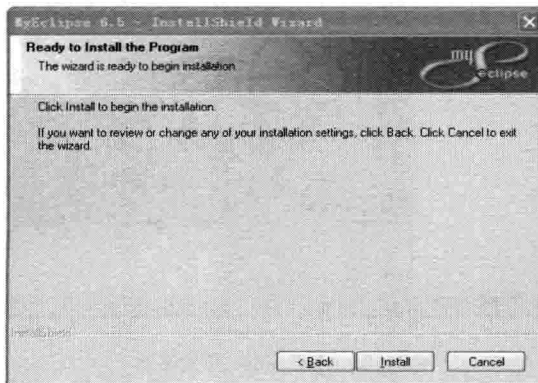 MyEclipse 6.5 - InstallShield Wizard
Ready to Install the Program
The wizard is ready to begin installation.
my
eclipse
Click Install to begin the installation.
If you want to review or change any of your installation settings, click Back. Click Cancel to exit
the wizard.
InstallShield
< Back
Install
Cancel